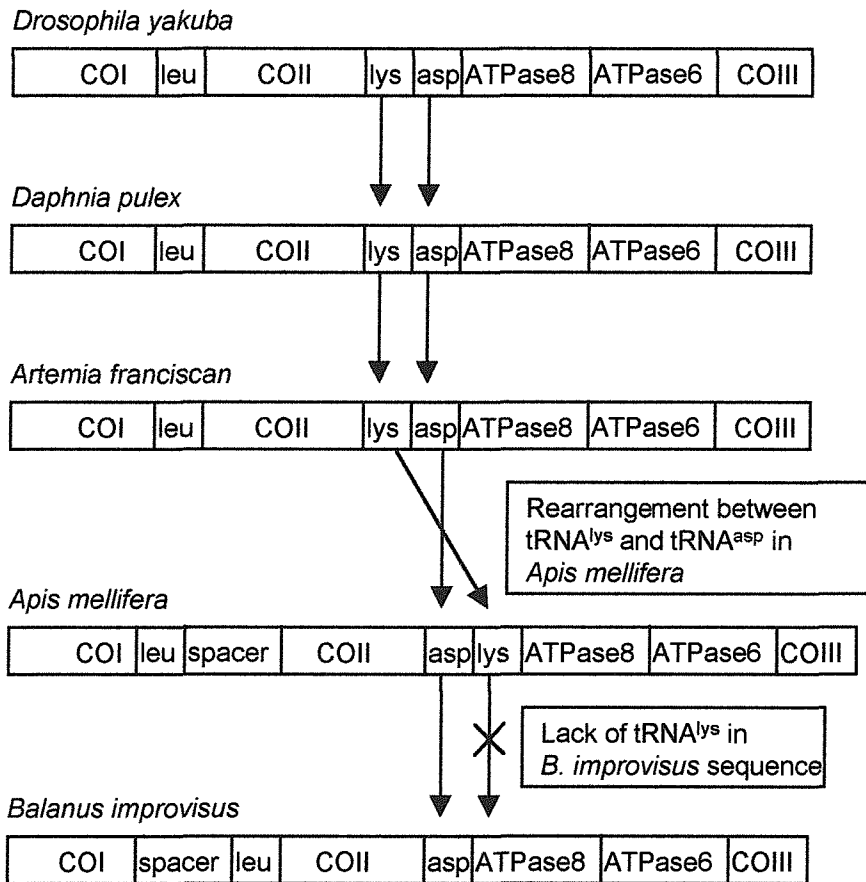 Drosophila yakuba
COI leu COII lys asp ATPase8 ATPase6 COIII
Daphnia pulex
COI leu COII lys asp ATPase8 ATPase6 COIII
Artemia franciscan
COI leu COII lys asp ATPase8 ATPase6 COIII
Rearrangement between
tRNAlys and tRNAasp in
Apis mellifera
Apis mellifera
COI leu spacer COII asp lys ATPase8 ATPase6 COIII
Lack of tRNAlys in
B. improvisus sequence
Balanus improvisus
COI spacer leu COII asp ATPase8 ATPase6 COIII